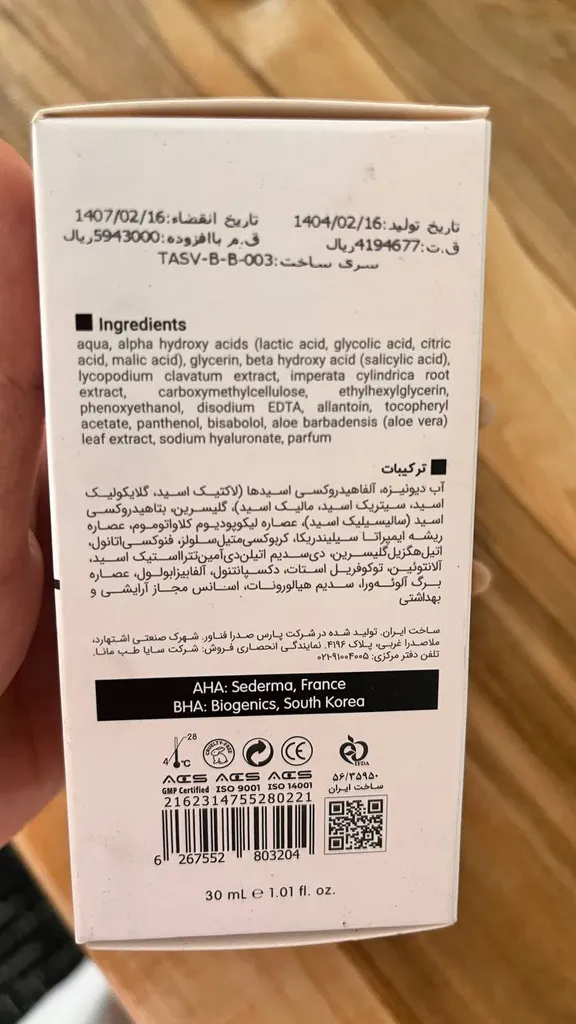 تاریخ تولید:1404/02/16 تاریخ انقضاء:1407/02/16
ق.ت:4194677ریال ق.م باافزوده:5943000ریال
سری ساخت:TASV-B-B-003
Ingredients
aqua, alpha hydroxy acids (lactic acid, glycolic acid, citric
acid, malic acid), glycerin, beta hydroxy acid (salicylic acid),
lycopodium clavatum extract, imperata cylindrica root
extract, carboxymethylcellulose, ethylhexylglycerin,
phenoxyethanol, disodium EDTA, allantoin, tocopheryl
acetate, panthenol, bisabolol, aloe barbadensis (aloe vera)
leaf extract, sodium hyaluronate, parfum
ترکیبات
آب دیونیزه، آلفاهیدروکسی اسیدها (لاکتیک اسید، گلایکولیک
اسید، سیتریک اسید، مالیک اسید)، گلیسرین، بتاهیدروکسی
اسید (سالیسیلیک اسید)، عصاره لیکوپودیوم کلاواتوموم، عصاره
ریشه ایمپراتا سیلیندریکا، کربوکسی‌متیل‌سلولز، فنوکسی‌اتانول،
اتیل‌هگزیل‌گلیسرین، دی‌سدیم اتیلن‌دی‌آمین‌تترااستیک اسید،
آلانتوئین، توکوفریل استات، دکسپانتنول، آلفابیزابولول، عصاره
برگ آلوئه‌ورا، سدیم هیالورونات، اسانس مجاز آرایشی و
بهداشتی
ساخت ایران. تولید شده در شرکت پارس صدرا فناور. شهرک صنعتی اشتهارد،
ملاصدرا غربی، پلاک ۴۱۹۶. نمایندگی انحصاری فروش: شرکت سایا طب مانا.
تلفن دفتر مرکزی: ۹۱۰۰۴۰۰۵-۰۲۱
AHA: Sederma, France
BHA: Biogenics, South Korea
4 28 °C CRUELTY FREE CE IFDA
ACS ACS ACS ۵۶/۳۵۹۵۰
GMP Certified ISO 9001 ISO 14001 ساخت ایران
2162314755280221
6 267552 803204
30 mL e 1.01 fl. oz.